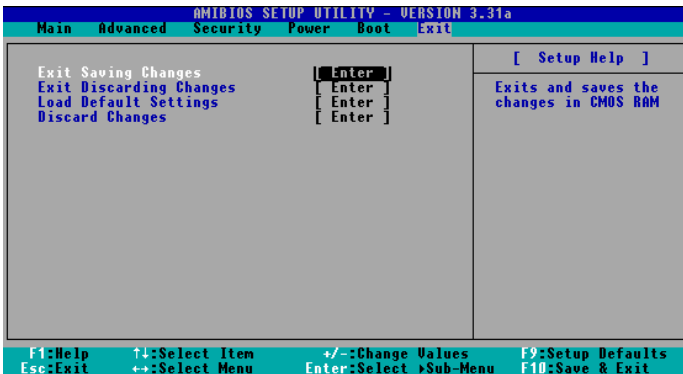 AMIBIOS SETUP UTILITY – VERSION 3.31a
Main Advanced Security Power Boot Exit
[ Setup Help ]
Exit Saving Changes [ Enter ]
Exit Discarding Changes [ Enter ]
Load Default Settings [ Enter ]
Discard Changes [ Enter ]
Exits and saves the
changes in CMOS RAM
F1:Help ↑↓:Select Item +/-:Change Values F9:Setup Defaults
Esc:Exit ↔:Select Menu Enter:Select ▸Sub-Menu F10:Save & Exit